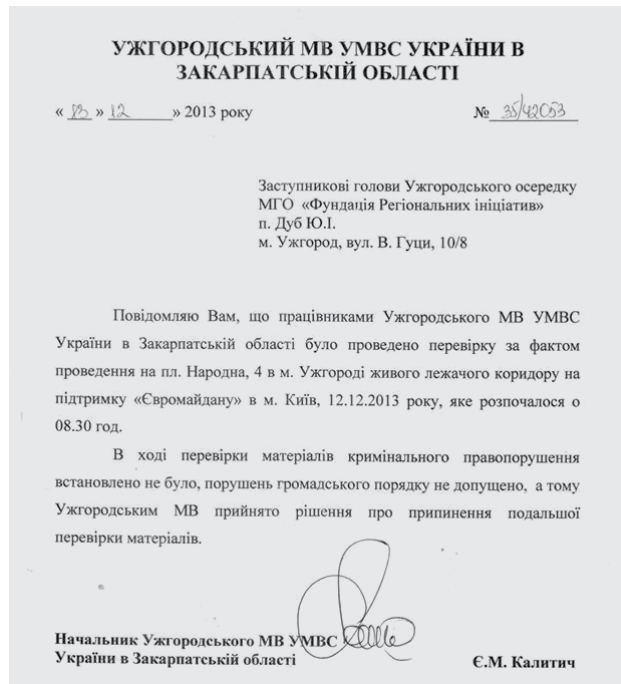 УЖГОРОДСЬКИЙ МВ УМВС УКРАЇНИ В
ЗАКАРПАТСЬКІЙ ОБЛАСТІ
« » 12 » 2013 року № 35/42053
Заступникові голови Ужгородського осередку
МГО «Фундація Регіональних ініціатив»
п. Дуб Ю.І.
м. Ужгород, вул. В. Гуци, 10/8
Повідомляю Вам, що працівниками Ужгородського МВ УМВС
України в Закарпатській області було проведено перевірку за фактом
проведення на пл. Народна, 4 в м. Ужгороді живого лежачого коридору на
підтримку «Євромайдану» в м. Київ, 12.12.2013 року, яке розпочалося о
08.30 год.
В ході перевірки матеріалів кримінального правопорушення
встановлено не було, порушень громадського порядку не допущено, а тому
Ужгородським МВ прийнято рішення про припинення подальшої
перевірки матеріалів.
Начальник Ужгородського МВ УМВС
України в Закарпатській області Є.М. Калитич